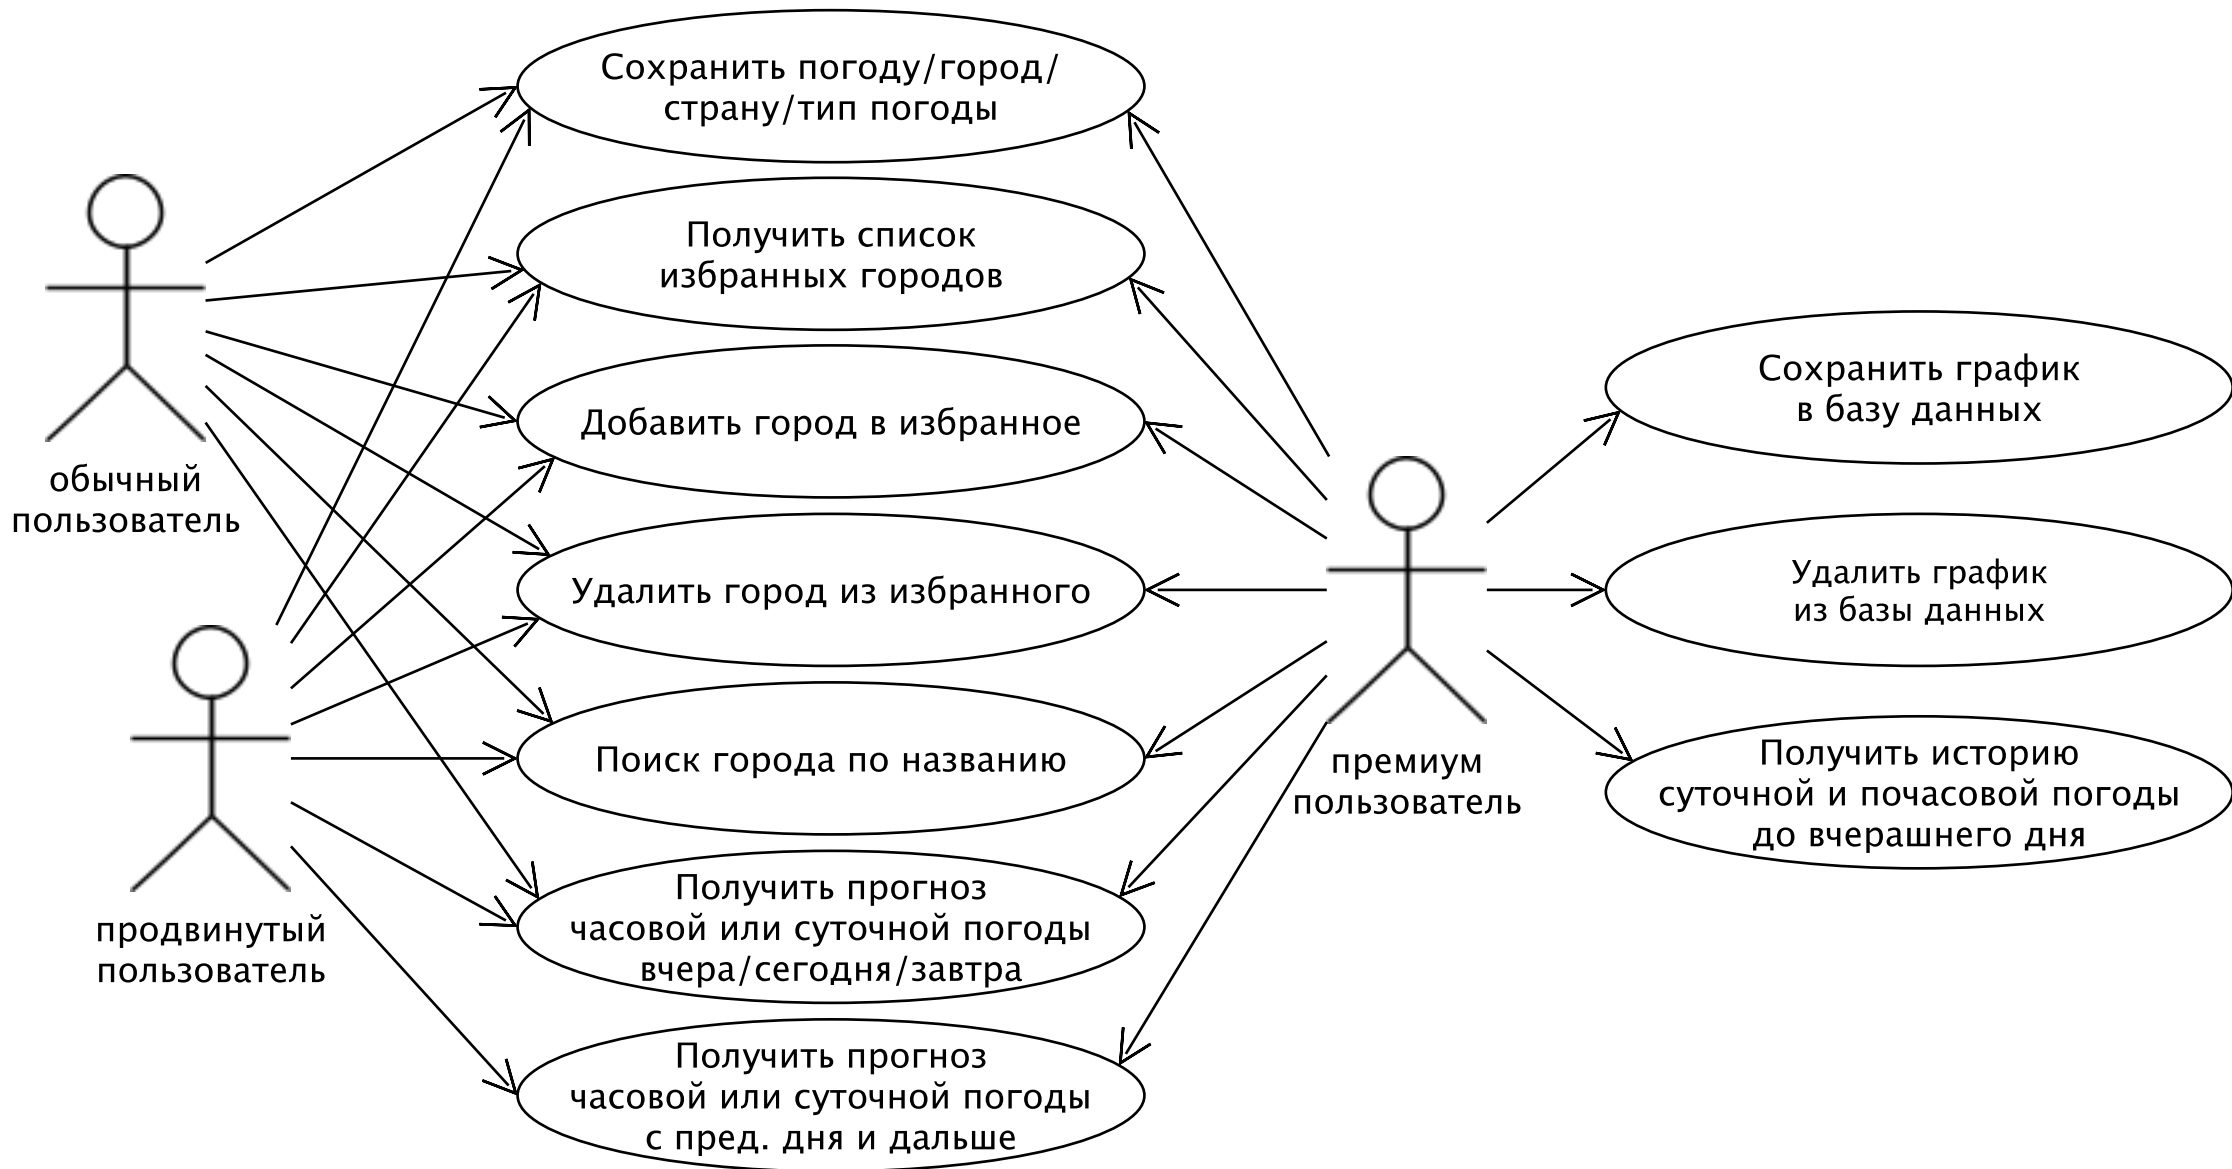 Сохранить погоду/город/
страну/тип погоды
Получить список
избранных городов
Добавить город в избранное
Удалить город из избранного
Поиск города по названию
Получить прогноз
часовой или суточной погоды
вчера/сегодня/завтра
Получить прогноз
часовой или суточной погоды
с пред. дня и дальше
обычный
пользователь
продвинутый
пользователь
премиум
пользователь
Сохранить график
в базу данных
Удалить график
из базы данных
Получить историю
суточной и почасовой погоды
до вчерашнего дня